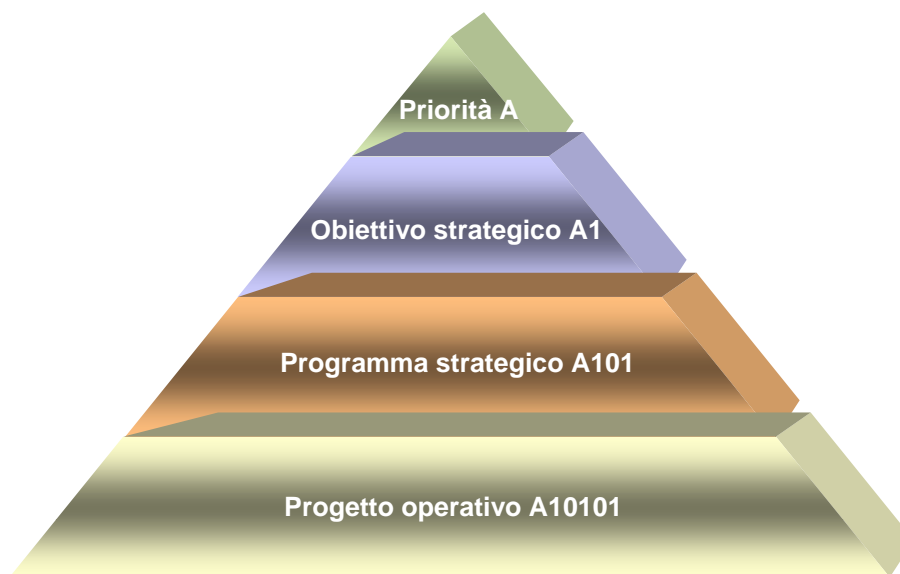 Priorità A
Obiettivo strategico A1
Programma strategico A101
Progetto operativo A10101